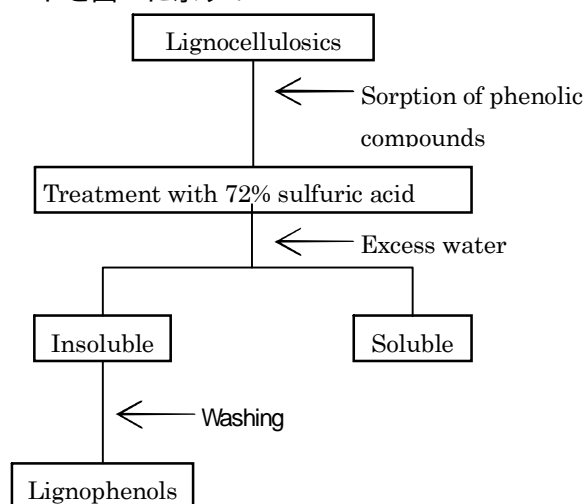 Lignocellulosics
Sorption of phenolic
compounds
Treatment with 72% sulfuric acid
Excess water
Insoluble
Soluble
Washing
Lignophenols